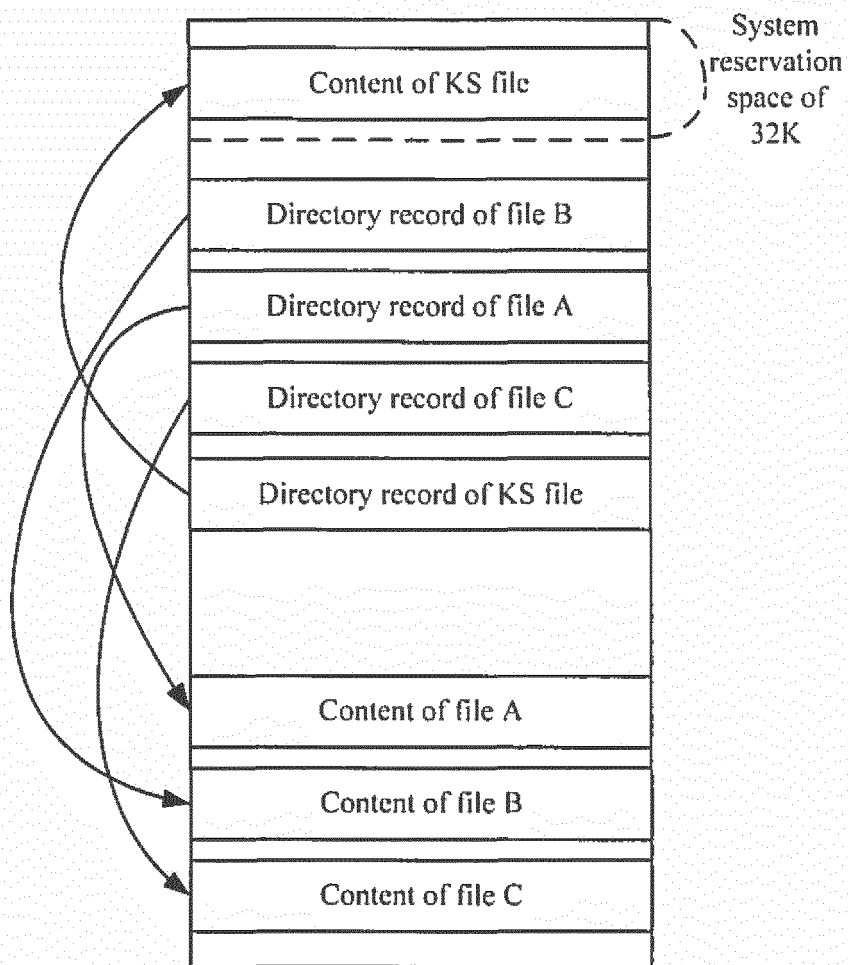 System
reservation
space of
32K
Content of KS file
Directory record of file B
Directory record of file A
Directory record of file C
Directory record of KS file
Content of file A
Content of file B
Content of file C